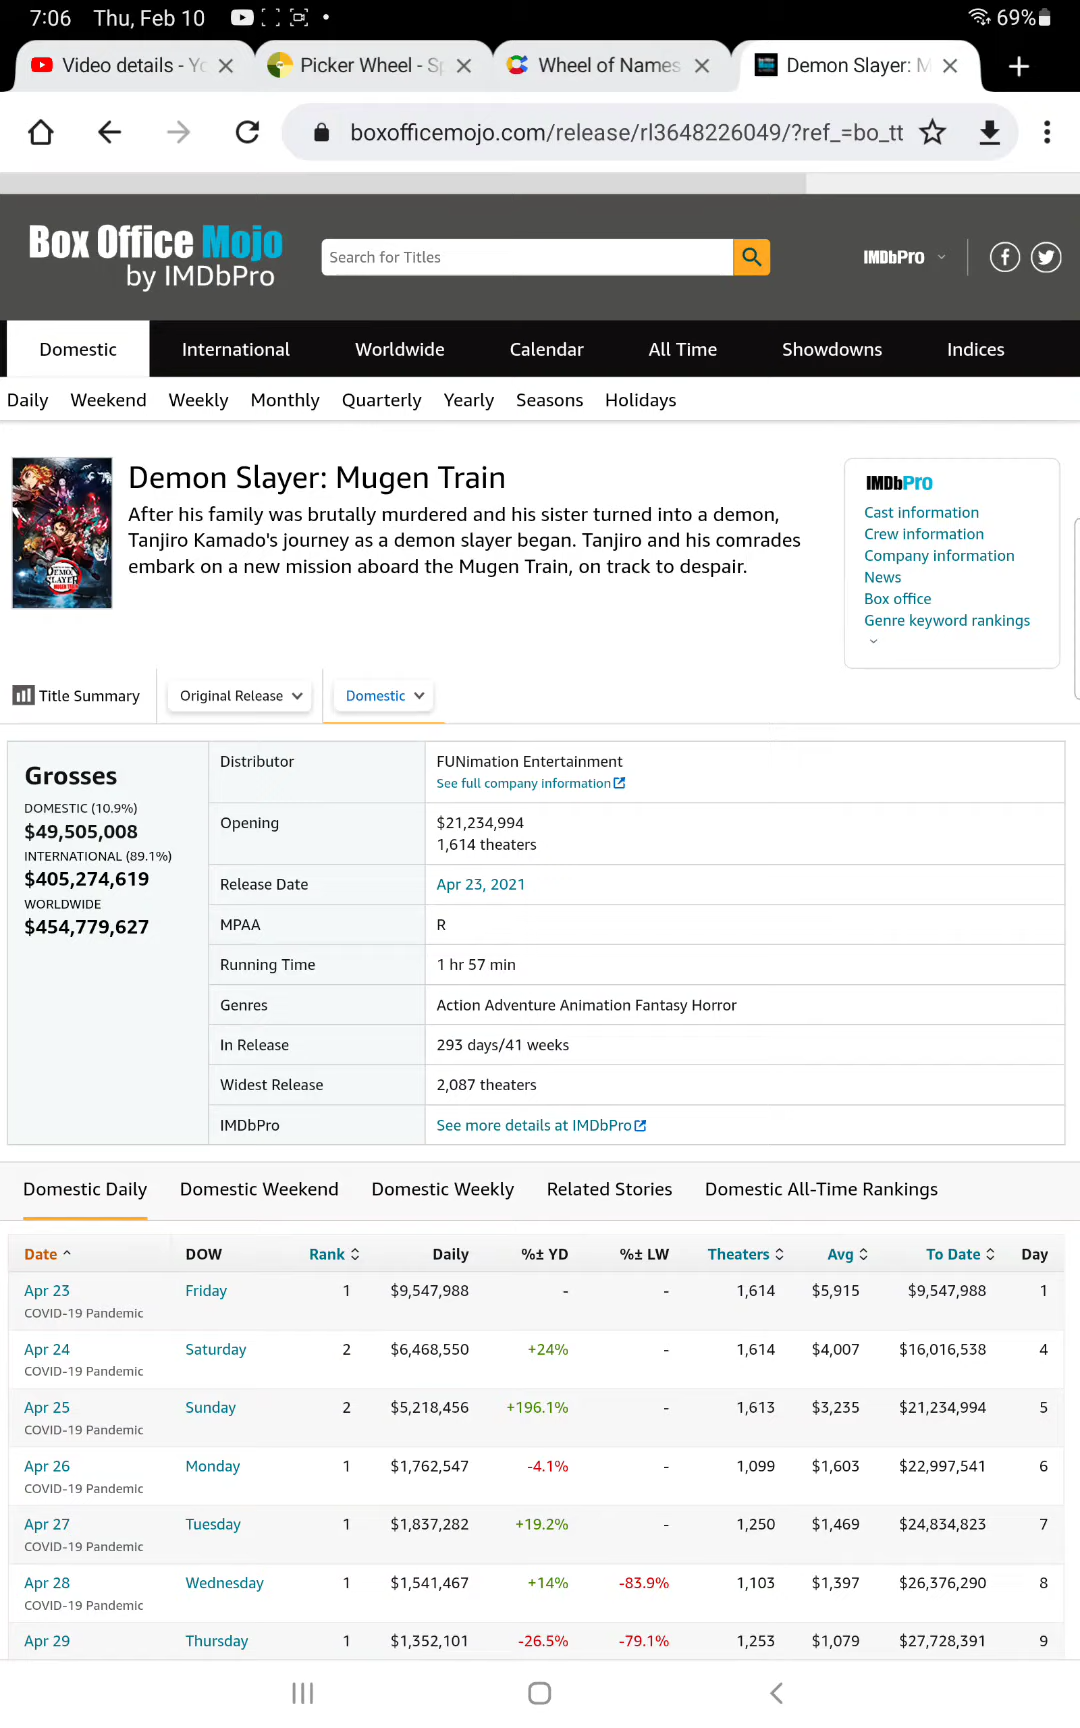 7:06 Thu, Feb 10 69%
Video details - Yo Picker Wheel - Sp Wheel of Names Demon Slayer: M
boxofficemojo.com/release/rl3648226049/?ref_=bo_tt
Box Office Mojo
by IMDbPro
Search for Titles
IMDbPro
Domestic International Worldwide Calendar All Time Showdowns Indices
Daily Weekend Weekly Monthly Quarterly Yearly Seasons Holidays
Demon Slayer: Mugen Train
After his family was brutally murdered and his sister turned into a demon,
Tanjiro Kamado's journey as a demon slayer began. Tanjiro and his comrades
embark on a new mission aboard the Mugen Train, on track to despair.
DEMON
SLAYER
MUGEN TRAIN
IMDbPro
Cast information
Crew information
Company information
News
Box office
Genre keyword rankings
Title Summary Original Release Domestic
Grosses
DOMESTIC (10.9%)
$49,505,008
INTERNATIONAL (89.1%)
$405,274,619
WORLDWIDE
$454,779,627
Distributor FUNimation Entertainment
See full company information
Opening $21,234,994
1,614 theaters
Release Date Apr 23, 2021
MPAA R
Running Time 1 hr 57 min
Genres Action Adventure Animation Fantasy Horror
In Release 293 days/41 weeks
Widest Release 2,087 theaters
IMDbPro See more details at IMDbPro
Domestic Daily Domestic Weekend Domestic Weekly Related Stories Domestic All-Time Rankings
Date DOW Rank Daily %± YD %± LW Theaters Avg To Date Day
Apr 23 Friday 1 $9,547,988 - - 1,614 $5,915 $9,547,988 1
COVID-19 Pandemic
Apr 24 Saturday 2 $6,468,550 +24% - 1,614 $4,007 $16,016,538 4
COVID-19 Pandemic
Apr 25 Sunday 2 $5,218,456 +196.1% - 1,613 $3,235 $21,234,994 5
COVID-19 Pandemic
Apr 26 Monday 1 $1,762,547 -4.1% - 1,099 $1,603 $22,997,541 6
COVID-19 Pandemic
Apr 27 Tuesday 1 $1,837,282 +19.2% - 1,250 $1,469 $24,834,823 7
COVID-19 Pandemic
Apr 28 Wednesday 1 $1,541,467 +14% -83.9% 1,103 $1,397 $26,376,290 8
COVID-19 Pandemic
Apr 29 Thursday 1 $1,352,101 -26.5% -79.1% 1,253 $1,079 $27,728,391 9